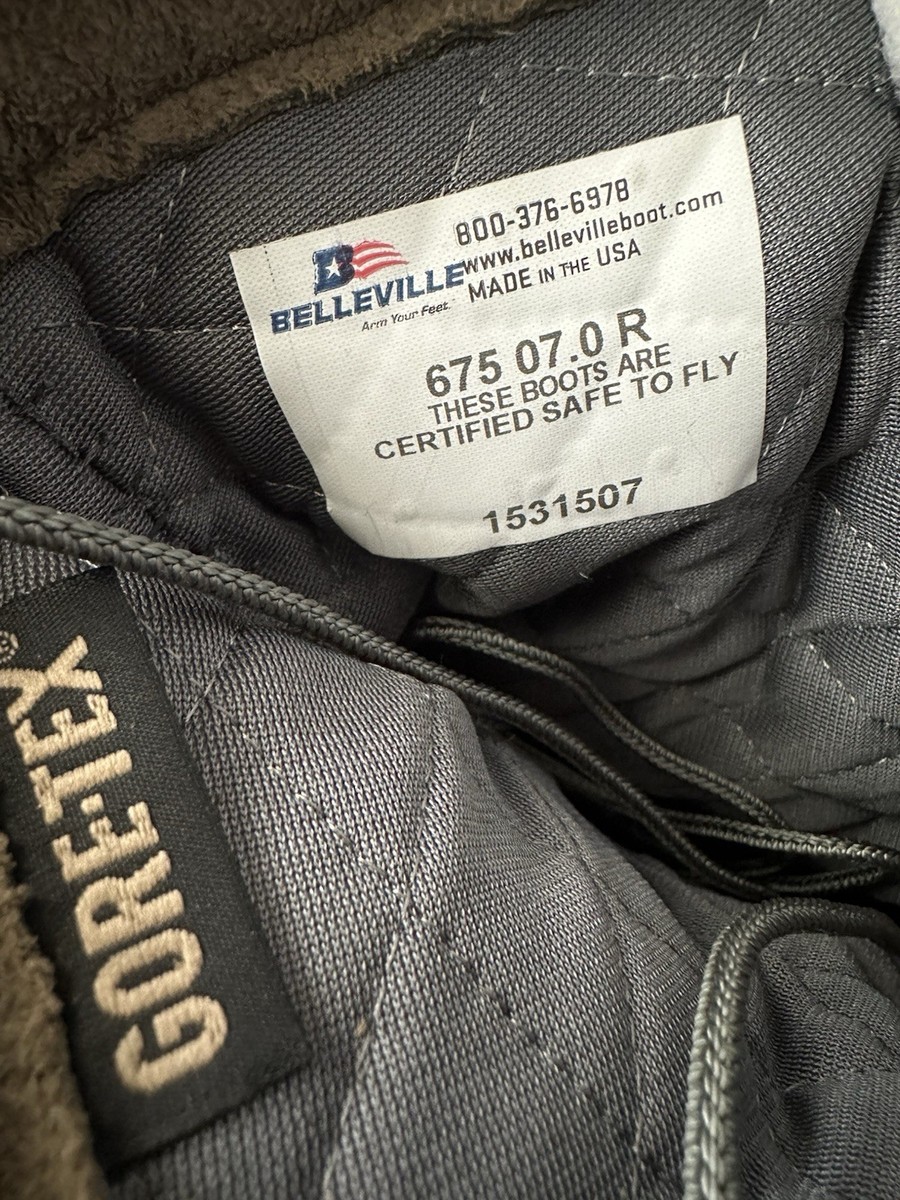 800-376-6978
www.bellevilleboot.com
MADE IN THE USA
B
BELLEVILLE
Arm Your Feet.
675 07.0 R
THESE BOOTS ARE
CERTIFIED SAFE TO FLY
1531507
GORE-TEX®